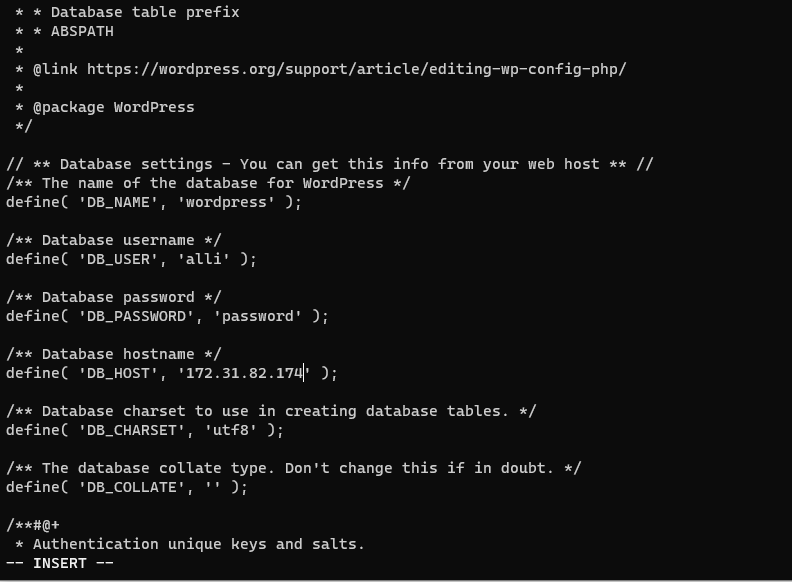 * * Database table prefix
* * ABSPATH
*
* @link https://wordpress.org/support/article/editing-wp-config-php/
*
* @package WordPress
*/
// ** Database settings - You can get this info from your web host ** //
/** The name of the database for WordPress */
define( 'DB_NAME', 'wordpress' );
/** Database username */
define( 'DB_USER', 'alli' );
/** Database password */
define( 'DB_PASSWORD', 'password' );
/** Database hostname */
define( 'DB_HOST', '172.31.82.174' );
/** Database charset to use in creating database tables. */
define( 'DB_CHARSET', 'utf8' );
/** The database collate type. Don't change this if in doubt. */
define( 'DB_COLLATE', '' );
/**#@+
* Authentication unique keys and salts.
-- INSERT --